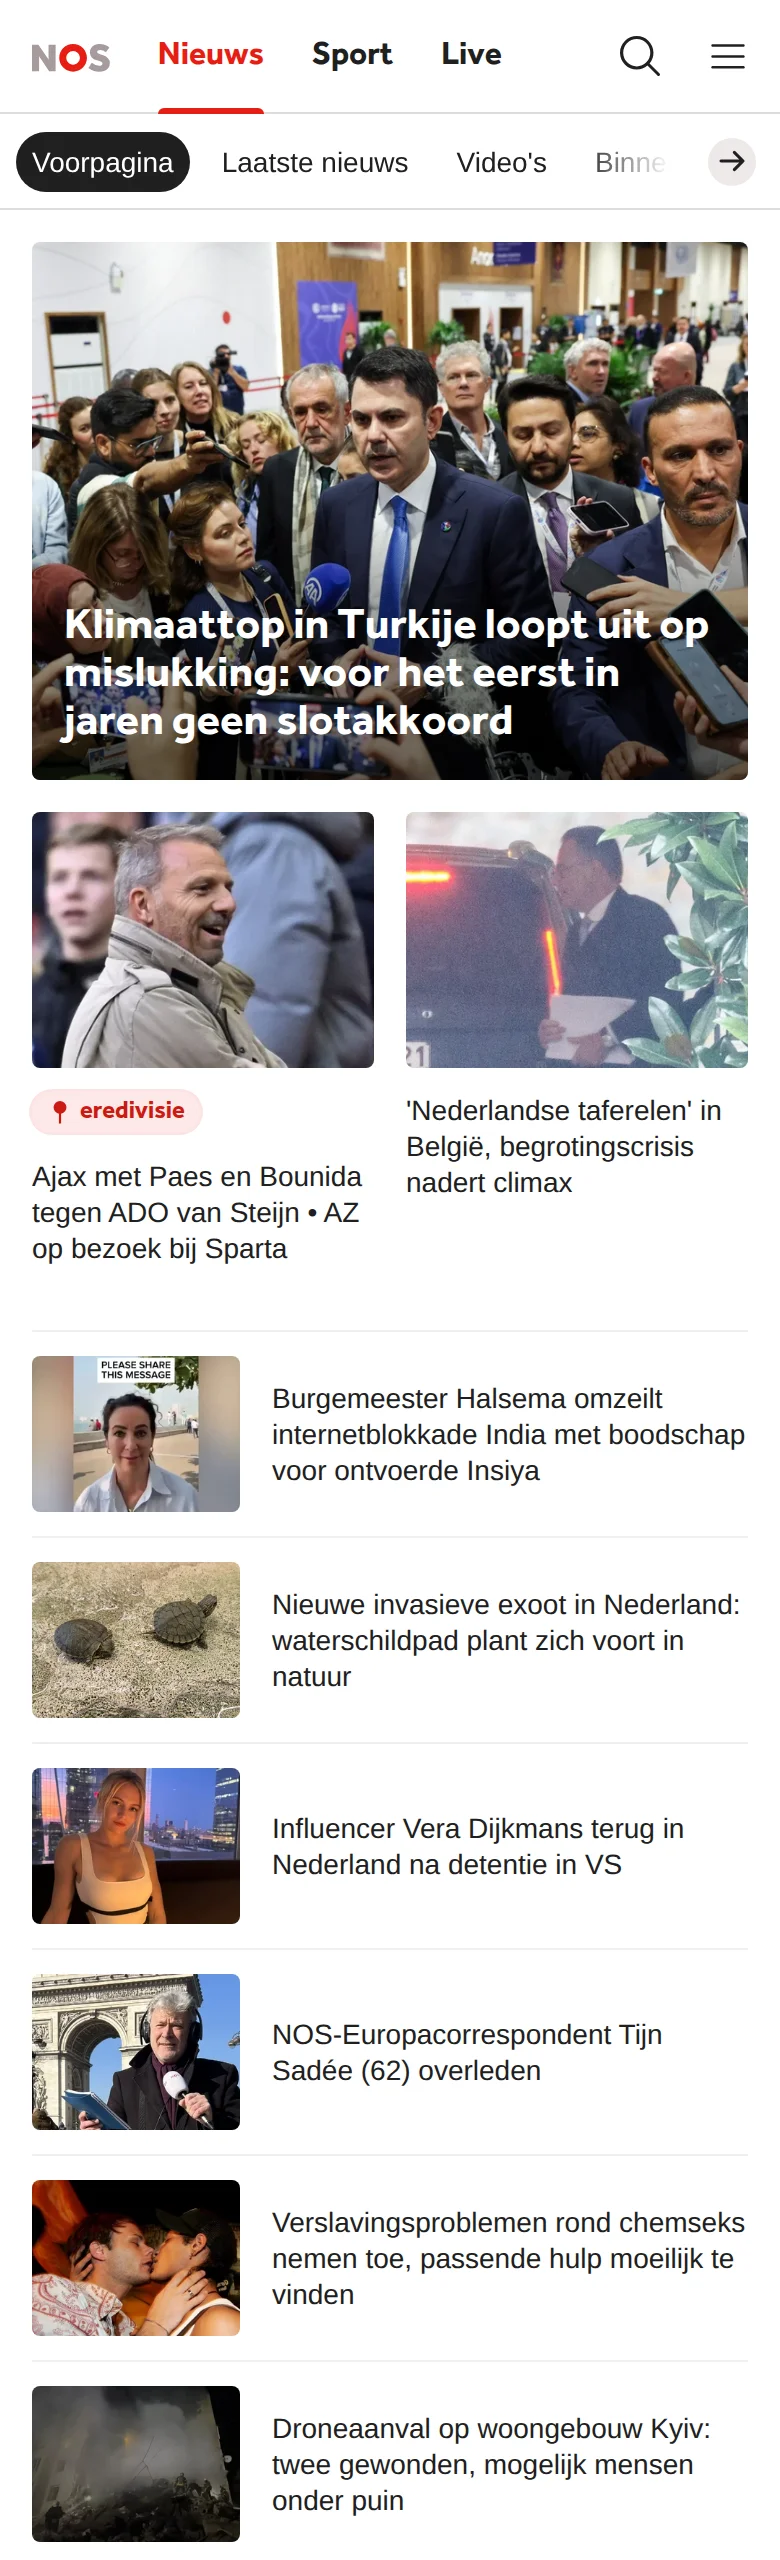 NOS
Nieuws
Sport
Live
Voorpagina
Laatste nieuws
Video's
Binne
Klimaattop in Turkije loopt uit op
mislukking: voor het eerst in
jaren geen slotakkoord
eredivisie
Ajax met Paes en Bounida
tegen ADO van Steijn • AZ
op bezoek bij Sparta
'Nederlandse taferelen' in
België, begrotingscrisis
nadert climax
PLEASE SHARE
THIS MESSAGE
Burgemeester Halsema omzeilt
internetblokkade India met boodschap
voor ontvoerde Insiya
Nieuwe invasieve exoot in Nederland:
waterschildpad plant zich voort in
natuur
Influencer Vera Dijkmans terug in
Nederland na detentie in VS
NOS-Europacorrespondent Tijn
Sadée (62) overleden
Verslavingsproblemen rond chemseks
nemen toe, passende hulp moeilijk te
vinden
Droneaanval op woongebouw Kyiv:
twee gewonden, mogelijk mensen
onder puin